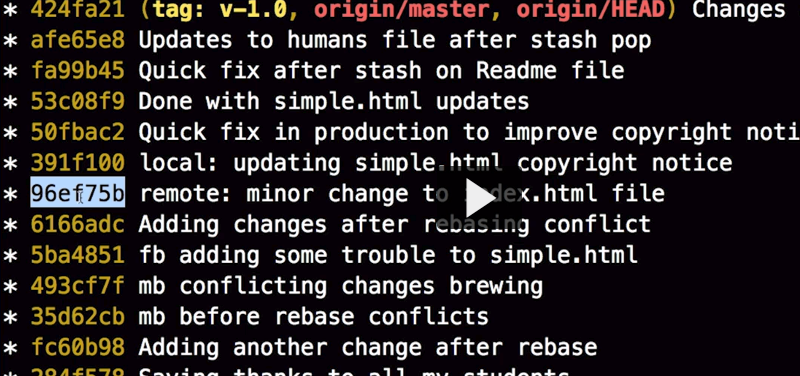 * 424fa21 (tag: v-1.0, origin/master, origin/HEAD) Changes
* afe65e8 Updates to humans file after stash pop
* fa99b45 Quick fix after stash on Readme file
* 53c08f9 Done with simple.html updates
* 50fbac2 Quick fix in production to improve copyright noti
* 391f100 local: updating simple.html copyright notice
* 96ef75b remote: minor change to index.html file
* 6166adc Adding changes after rebasing conflict
* 5ba4851 fb adding some trouble to simple.html
* 493cf7f mb conflicting changes brewing
* 35d62cb mb before rebase conflicts
* fc60b98 Adding another change after rebase
* 284f578 Saying thanks to all my students